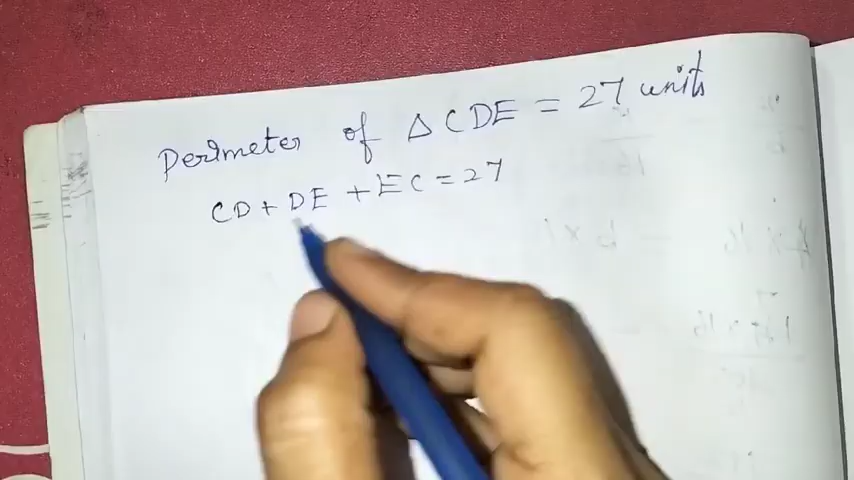 Perimeter of Δ CDE = 27 units
CD + DE + EC = 27